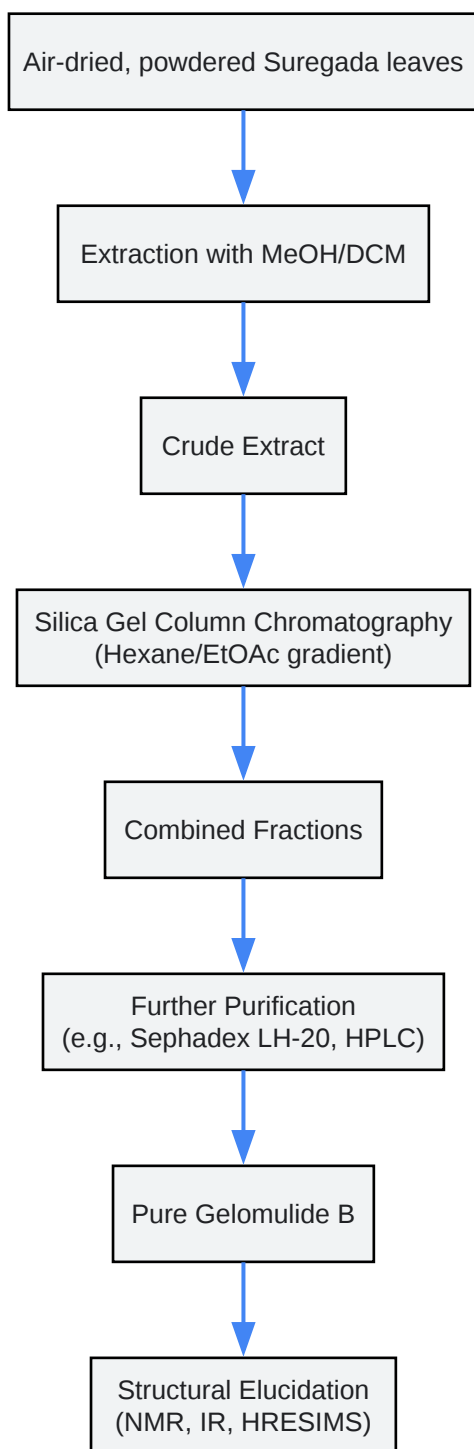 Air-dried, powdered Suregada leaves
Extraction with MeOH/DCM
Crude Extract
Silica Gel Column Chromatography
(Hexane/EtOAc gradient)
Combined Fractions
Further Purification
(e.g., Sephadex LH-20, HPLC)
Pure Gelomulide B
Structural Elucidation
(NMR, IR, HRESIMS)